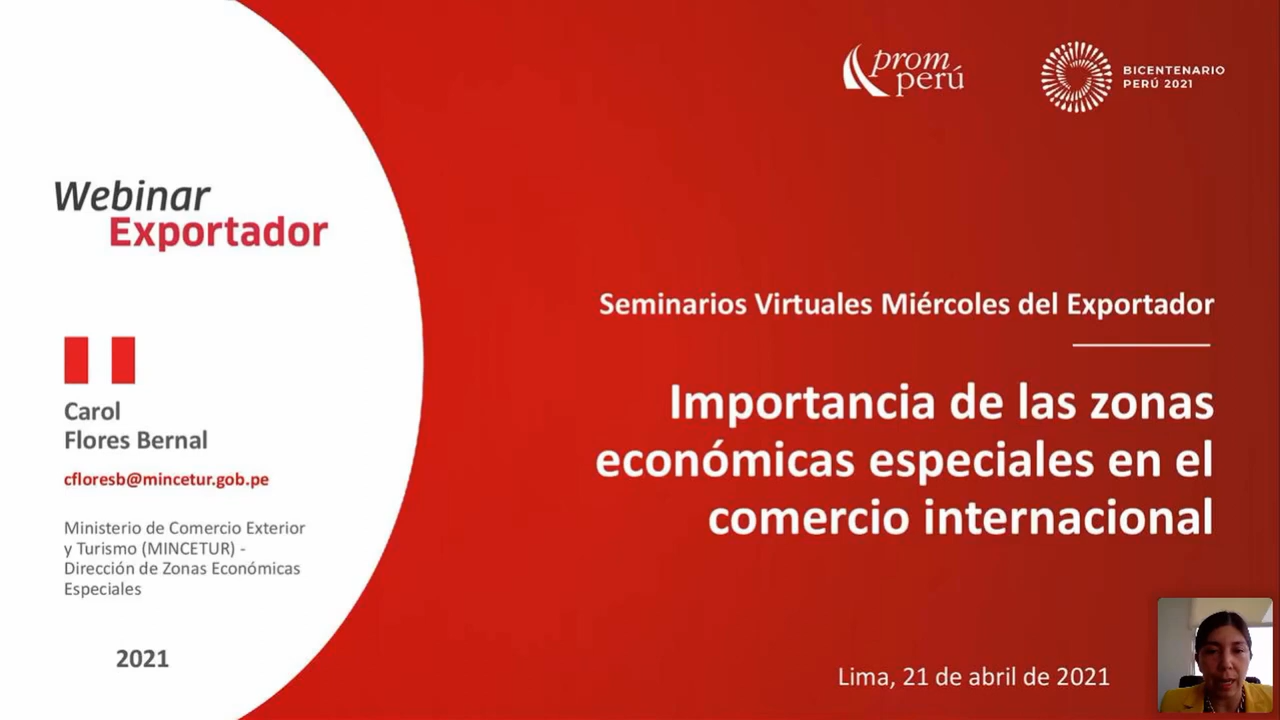 prom
perú
BICENTENARIO
PERÚ 2021
Webinar
Exportador
Carol
Flores Bernal
cfloresb@mincetur.gob.pe
Ministerio de Comercio Exterior
y Turismo (MINCETUR) -
Dirección de Zonas Económicas
Especiales
2021
Seminarios Virtuales Miércoles del Exportador
Importancia de las zonas
económicas especiales en el
comercio internacional
Lima, 21 de abril de 2021